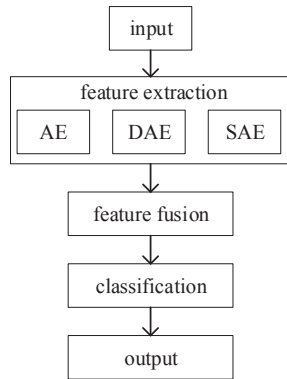 input
feature extraction
AE DAE SAE
feature fusion
classification
output